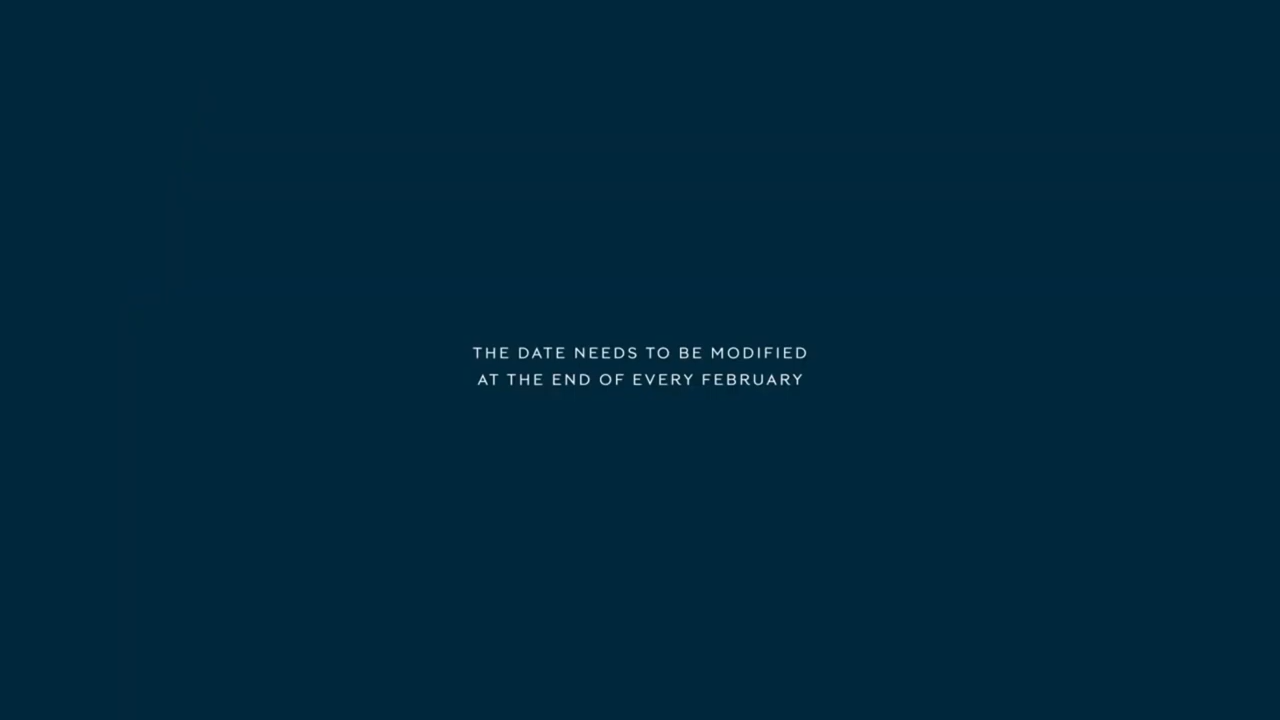 THE DATE NEEDS TO BE MODIFIED
AT THE END OF EVERY FEBRUARY